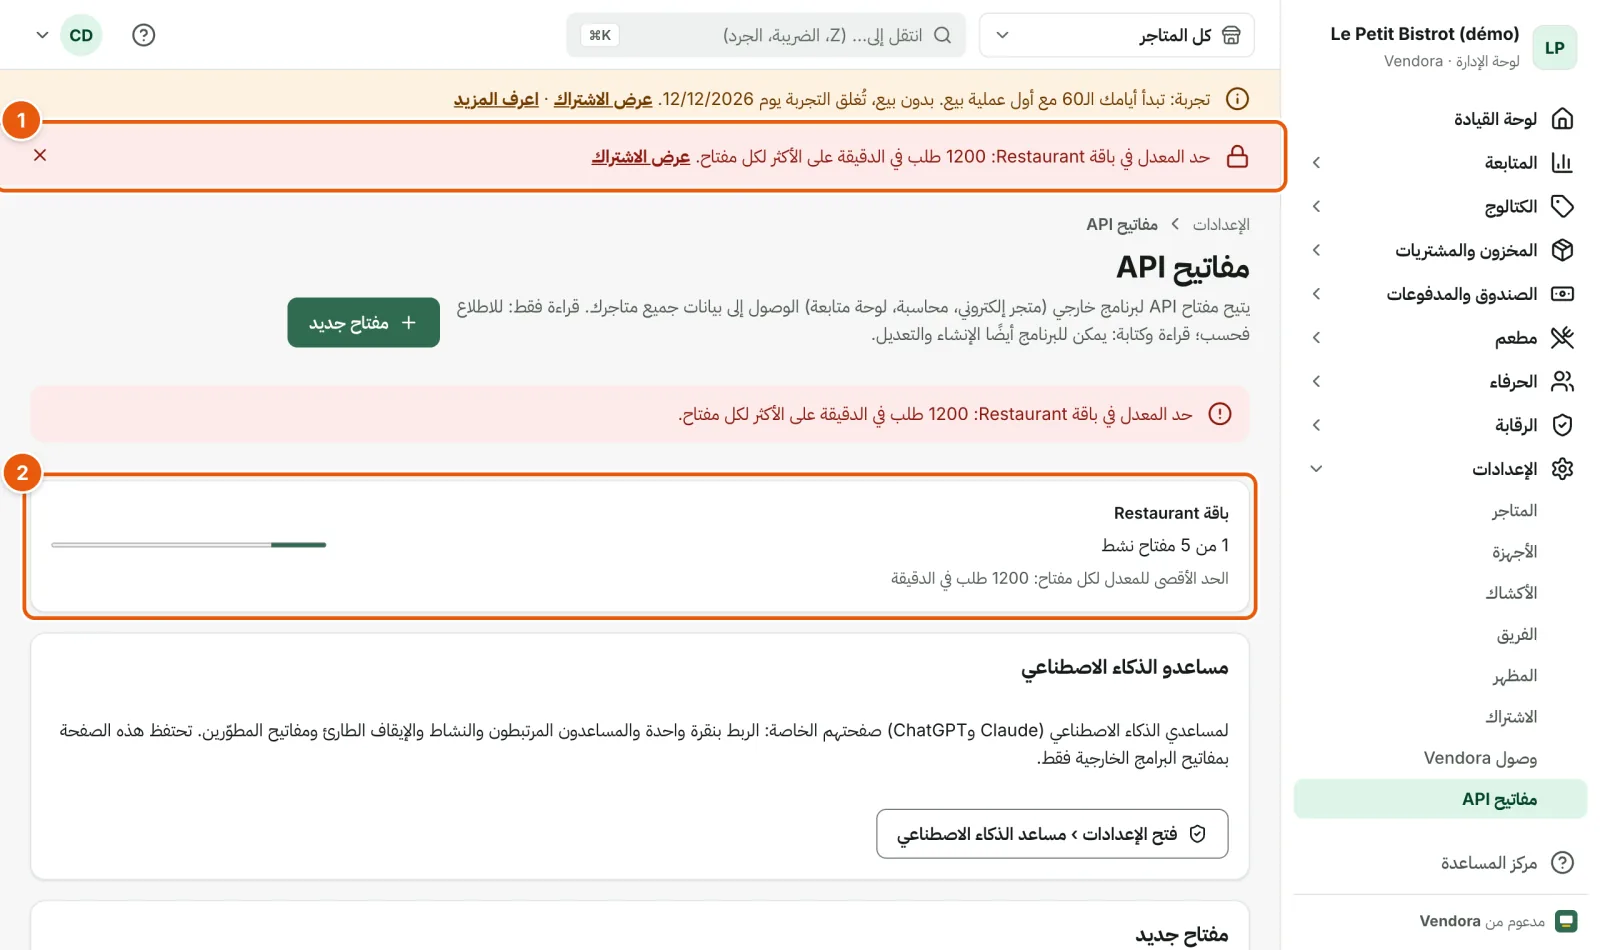 Le Petit Bistrot (démo)
لوحة الإدارة · Vendora
LP
كل المتاجر
انتقل إلى... (Z، الضريبة، الجرد)
⌘K
CD
تجربة: تبدأ أيامك الـ60 مع أول عملية بيع. بدون بيع، تُغلق التجربة يوم 12/12/2026. عرض الاشتراك · اعرف المزيد
1
حد المعدل في باقة Restaurant: 1200 طلب في الدقيقة على الأكثر لكل مفتاح. عرض الاشتراك
لوحة القيادة
المتابعة
الكتالوج
المخزون والمشتريات
الصندوق والمدفوعات
مطعم
الحرفاء
الرقابة
الإعدادات
المتاجر
الأجهزة
الأكشاك
الفريق
المظهر
الاشتراك
وصول Vendora
مفاتيح API
مركز المساعدة
مدعوم من Vendora
الإعدادات
مفاتيح API
مفاتيح API
يتيح مفتاح API لبرنامج خارجي (متجر إلكتروني، محاسبة، لوحة متابعة) الوصول إلى بيانات جميع متاجرك. قراءة فقط: للاطلاع
فحسب؛ قراءة وكتابة: يمكن للبرنامج أيضًا الإنشاء والتعديل.
مفتاح جديد
حد المعدل في باقة Restaurant: 1200 طلب في الدقيقة على الأكثر لكل مفتاح.
2
باقة Restaurant
1 من 5 مفتاح نشط
الحد الأقصى للمعدل لكل مفتاح: 1200 طلب في الدقيقة
مساعدو الذكاء الاصطناعي
لمساعدي الذكاء الاصطناعي (Claude وChatGPT) صفحتهم الخاصة: الربط بنقرة واحدة والمساعدون المرتبطون والنشاط والإيقاف الطارئ ومفاتيح المطوّرين. تحتفظ هذه الصفحة
بمفاتيح البرامج الخارجية فقط.
فتح الإعدادات › مساعد الذكاء الاصطناعي
مفتاح جديد